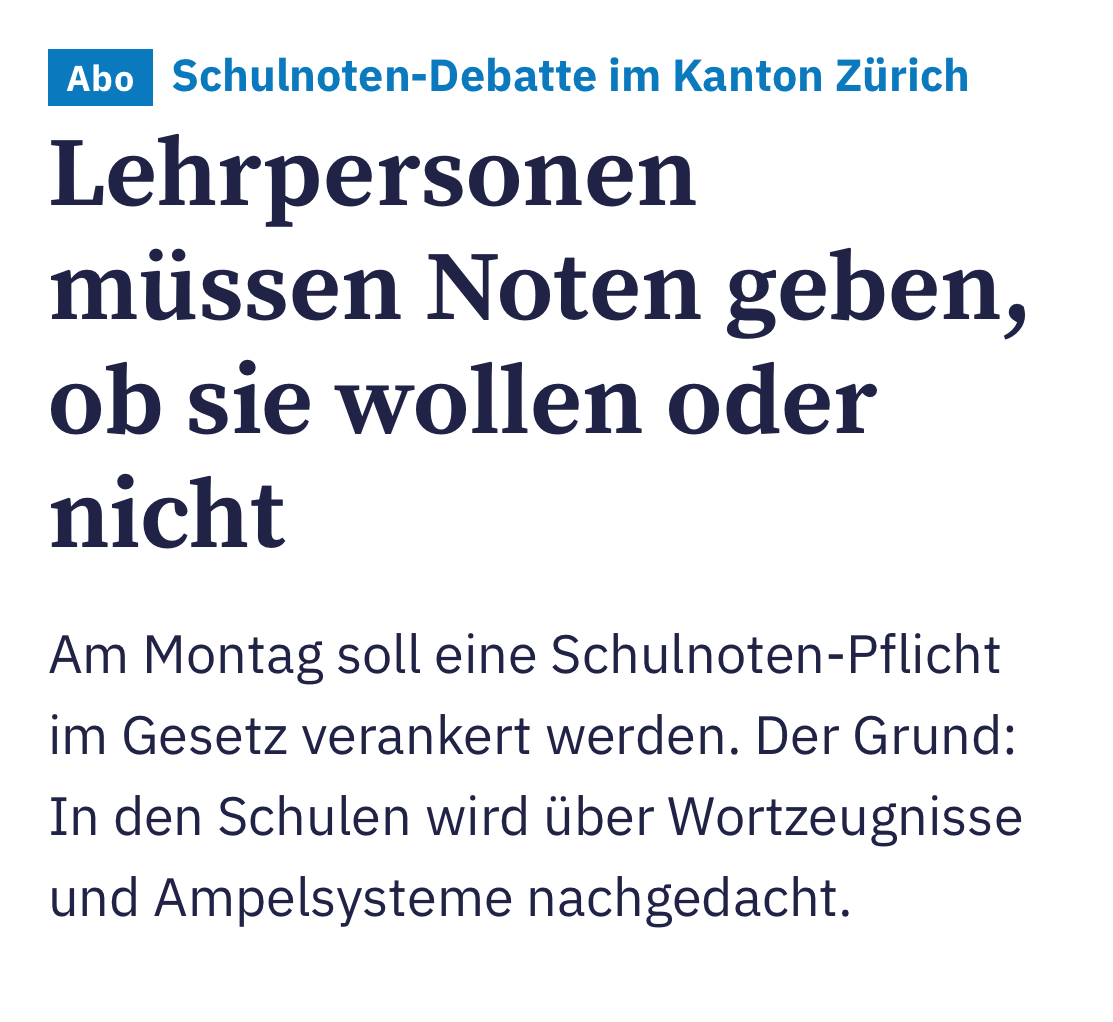 Abo Schulnoten-Debatte im Kanton Zürich
Lehrpersonen
müssen Noten geben,
ob sie wollen oder
nicht
Am Montag soll eine Schulnoten-Pflicht
im Gesetz verankert werden. Der Grund:
In den Schulen wird über Wortzeugnisse
und Ampelsysteme nachgedacht.